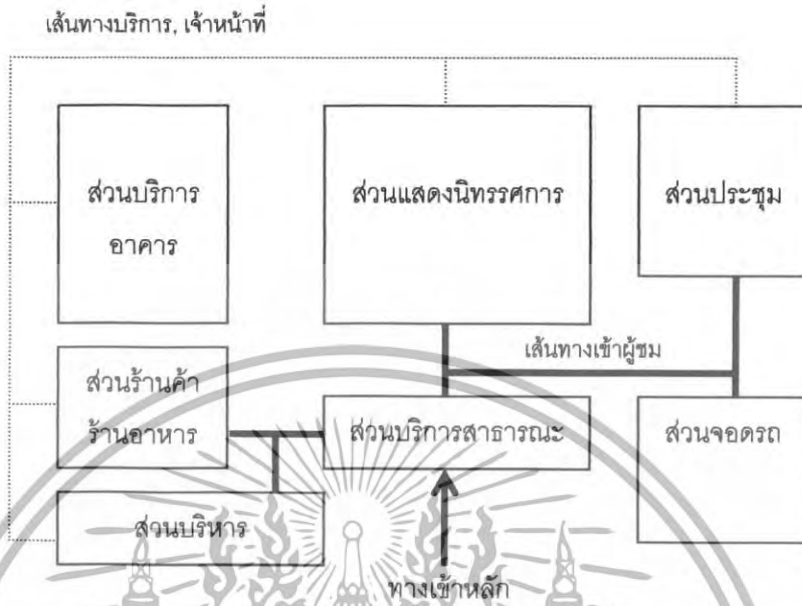 เส้นทางบริการ, เจ้าหน้าที่
ส่วนบริการ
อาคาร
ส่วนแสดงนิทรรศการ
ส่วนประชุม
เส้นทางเข้าผู้ชม
ส่วนร้านค้า
ร้านอาหาร
ส่วนบริการสาธารณะ
ส่วนจอดรถ
ส่วนบริหาร
ทางเข้าหลัก